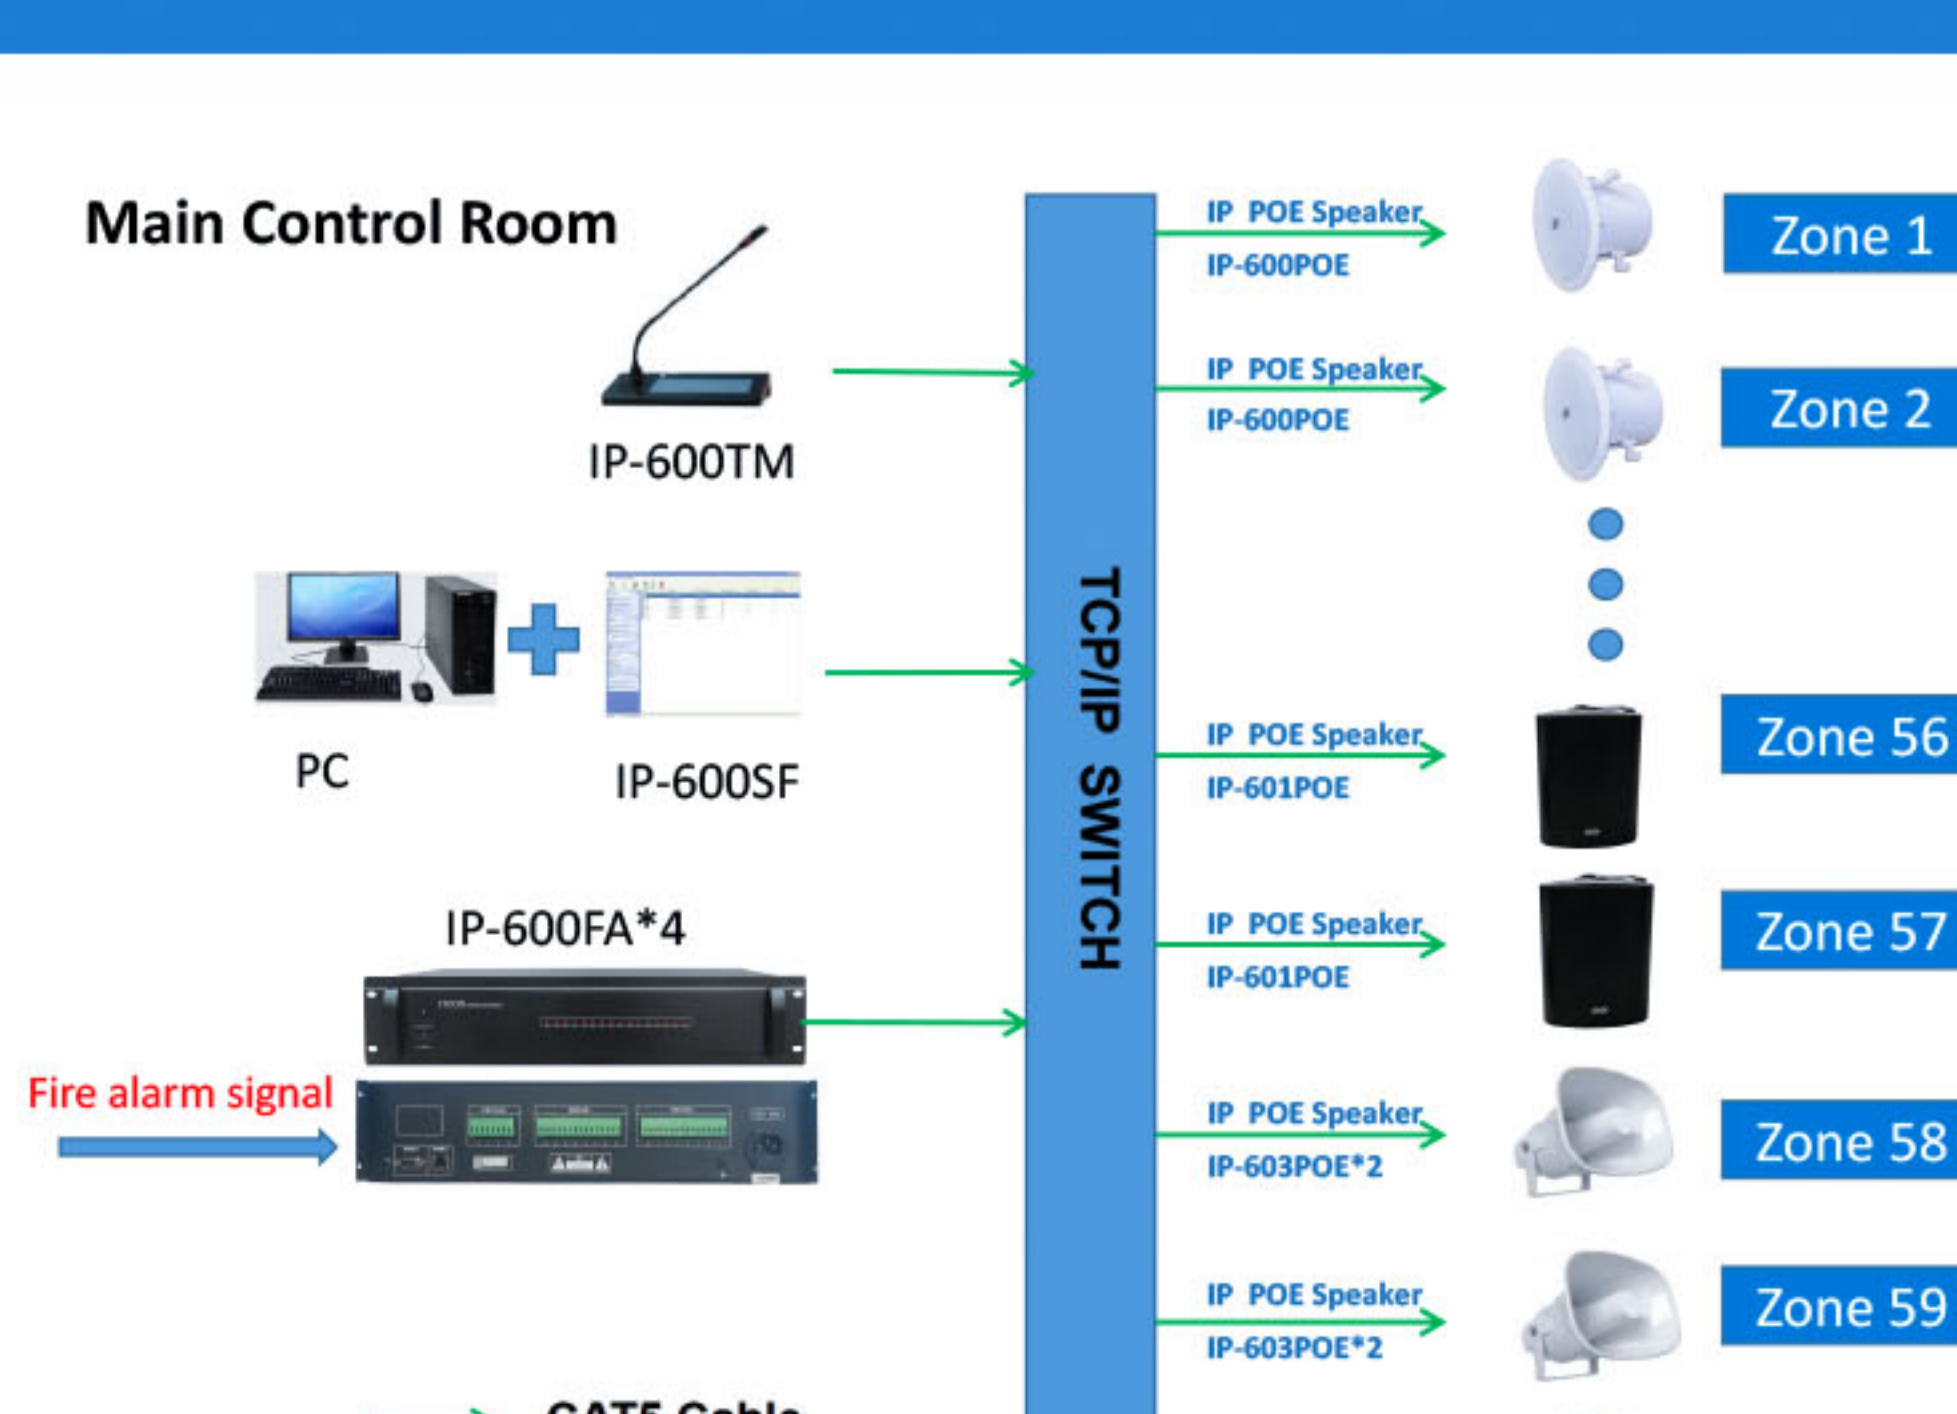 Main Control Room
IP-600TM
PC
IP-600SF
IP-600FA*4
Fire alarm signal
CAT5 Cable
TCP/IP SWITCH
IP POE Speaker
IP-600POE
Zone 1
IP POE Speaker
IP-600POE
Zone 2
IP POE Speaker
IP-601POE
Zone 56
IP POE Speaker
IP-601POE
Zone 57
IP POE Speaker
IP-603POE*2
Zone 58
IP POE Speaker
IP-603POE*2
Zone 59